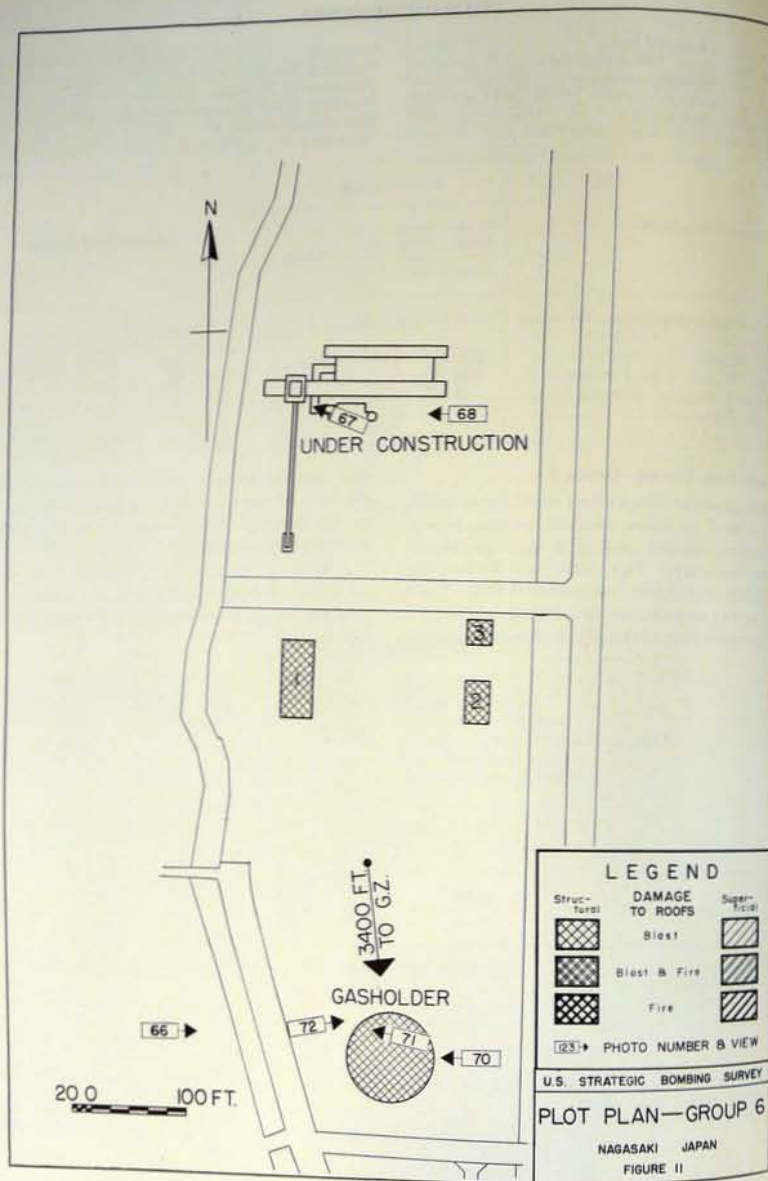 N
67
68
UNDER CONSTRUCTION
3
1
2
3400 FT.
TO G.Z.
GASHOLDER
66
72
71
70
20 0 100 FT.
LEGEND
Struc-
tural
DAMAGE
TO ROOFS
Super-
ficial
Blast
Blast & Fire
Fire
123 PHOTO NUMBER & VIEW
U.S. STRATEGIC BOMBING SURVEY
PLOT PLAN—GROUP 6
NAGASAKI JAPAN
FIGURE II